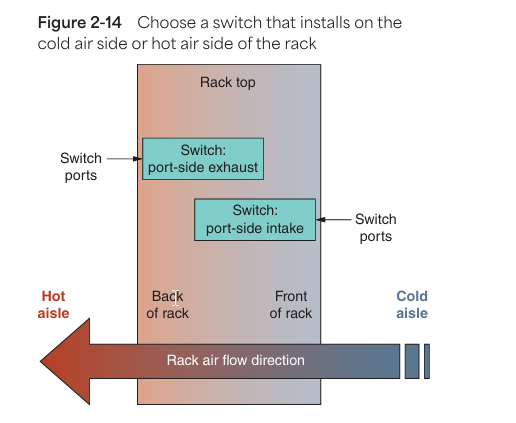 Figure 2-14 Choose a switch that installs on the
cold air side or hot air side of the rack
Rack top
Switch:
port-side exhaust
Switch
ports
Switch:
port-side intake
Switch
ports
Hot
aisle
Back
of rack
Front
of rack
Cold
aisle
Rack air flow direction